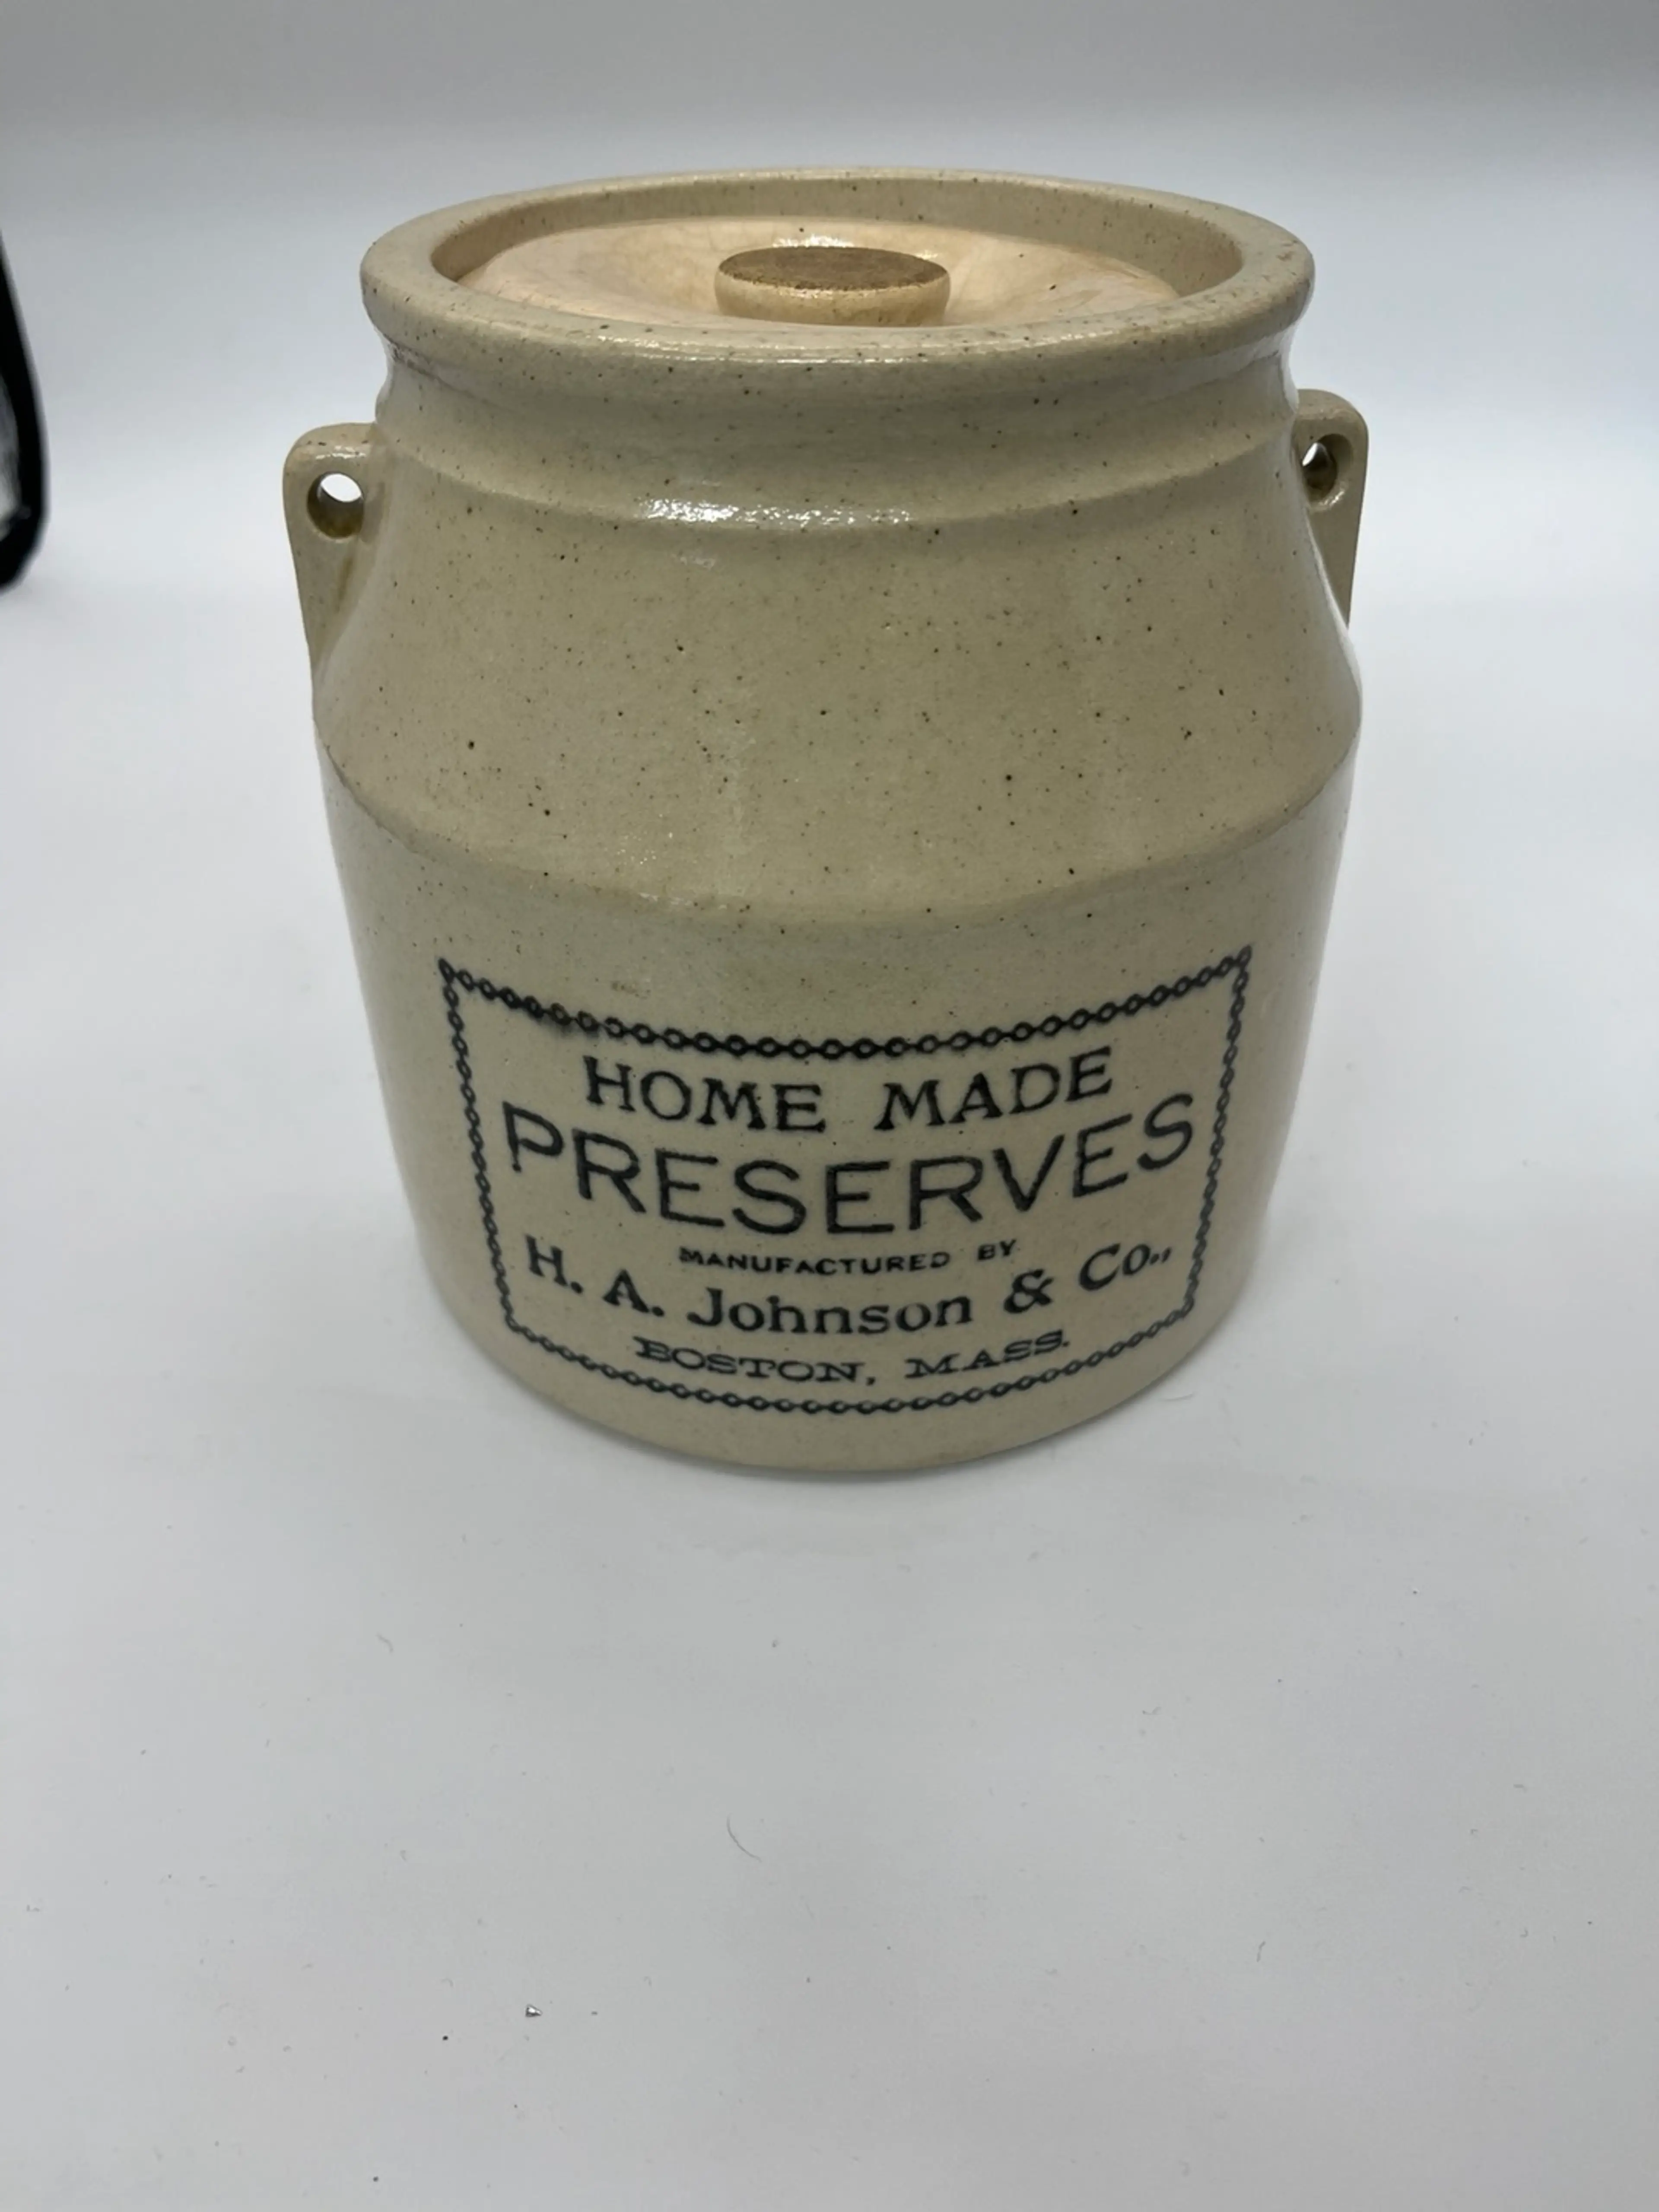 HOME MADE
PRESERVES
MANUFACTURED BY
H. A. Johnson & Co.,
BOSTON, MASS.